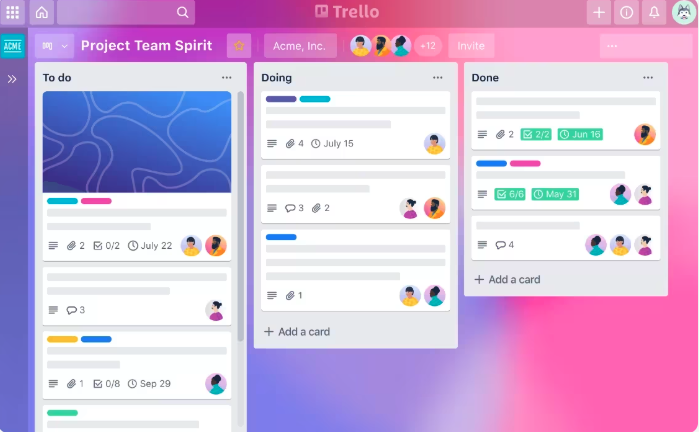 Trello
ACME
Project Team Spirit
Acme, Inc.
+12
Invite
To do
2
0/2
July 22
3
1
0/8
Sep 29
Doing
4
July 15
3
2
1
+ Add a card
Done
2
2/2
Jun 16
6/6
May 31
4
+ Add a card